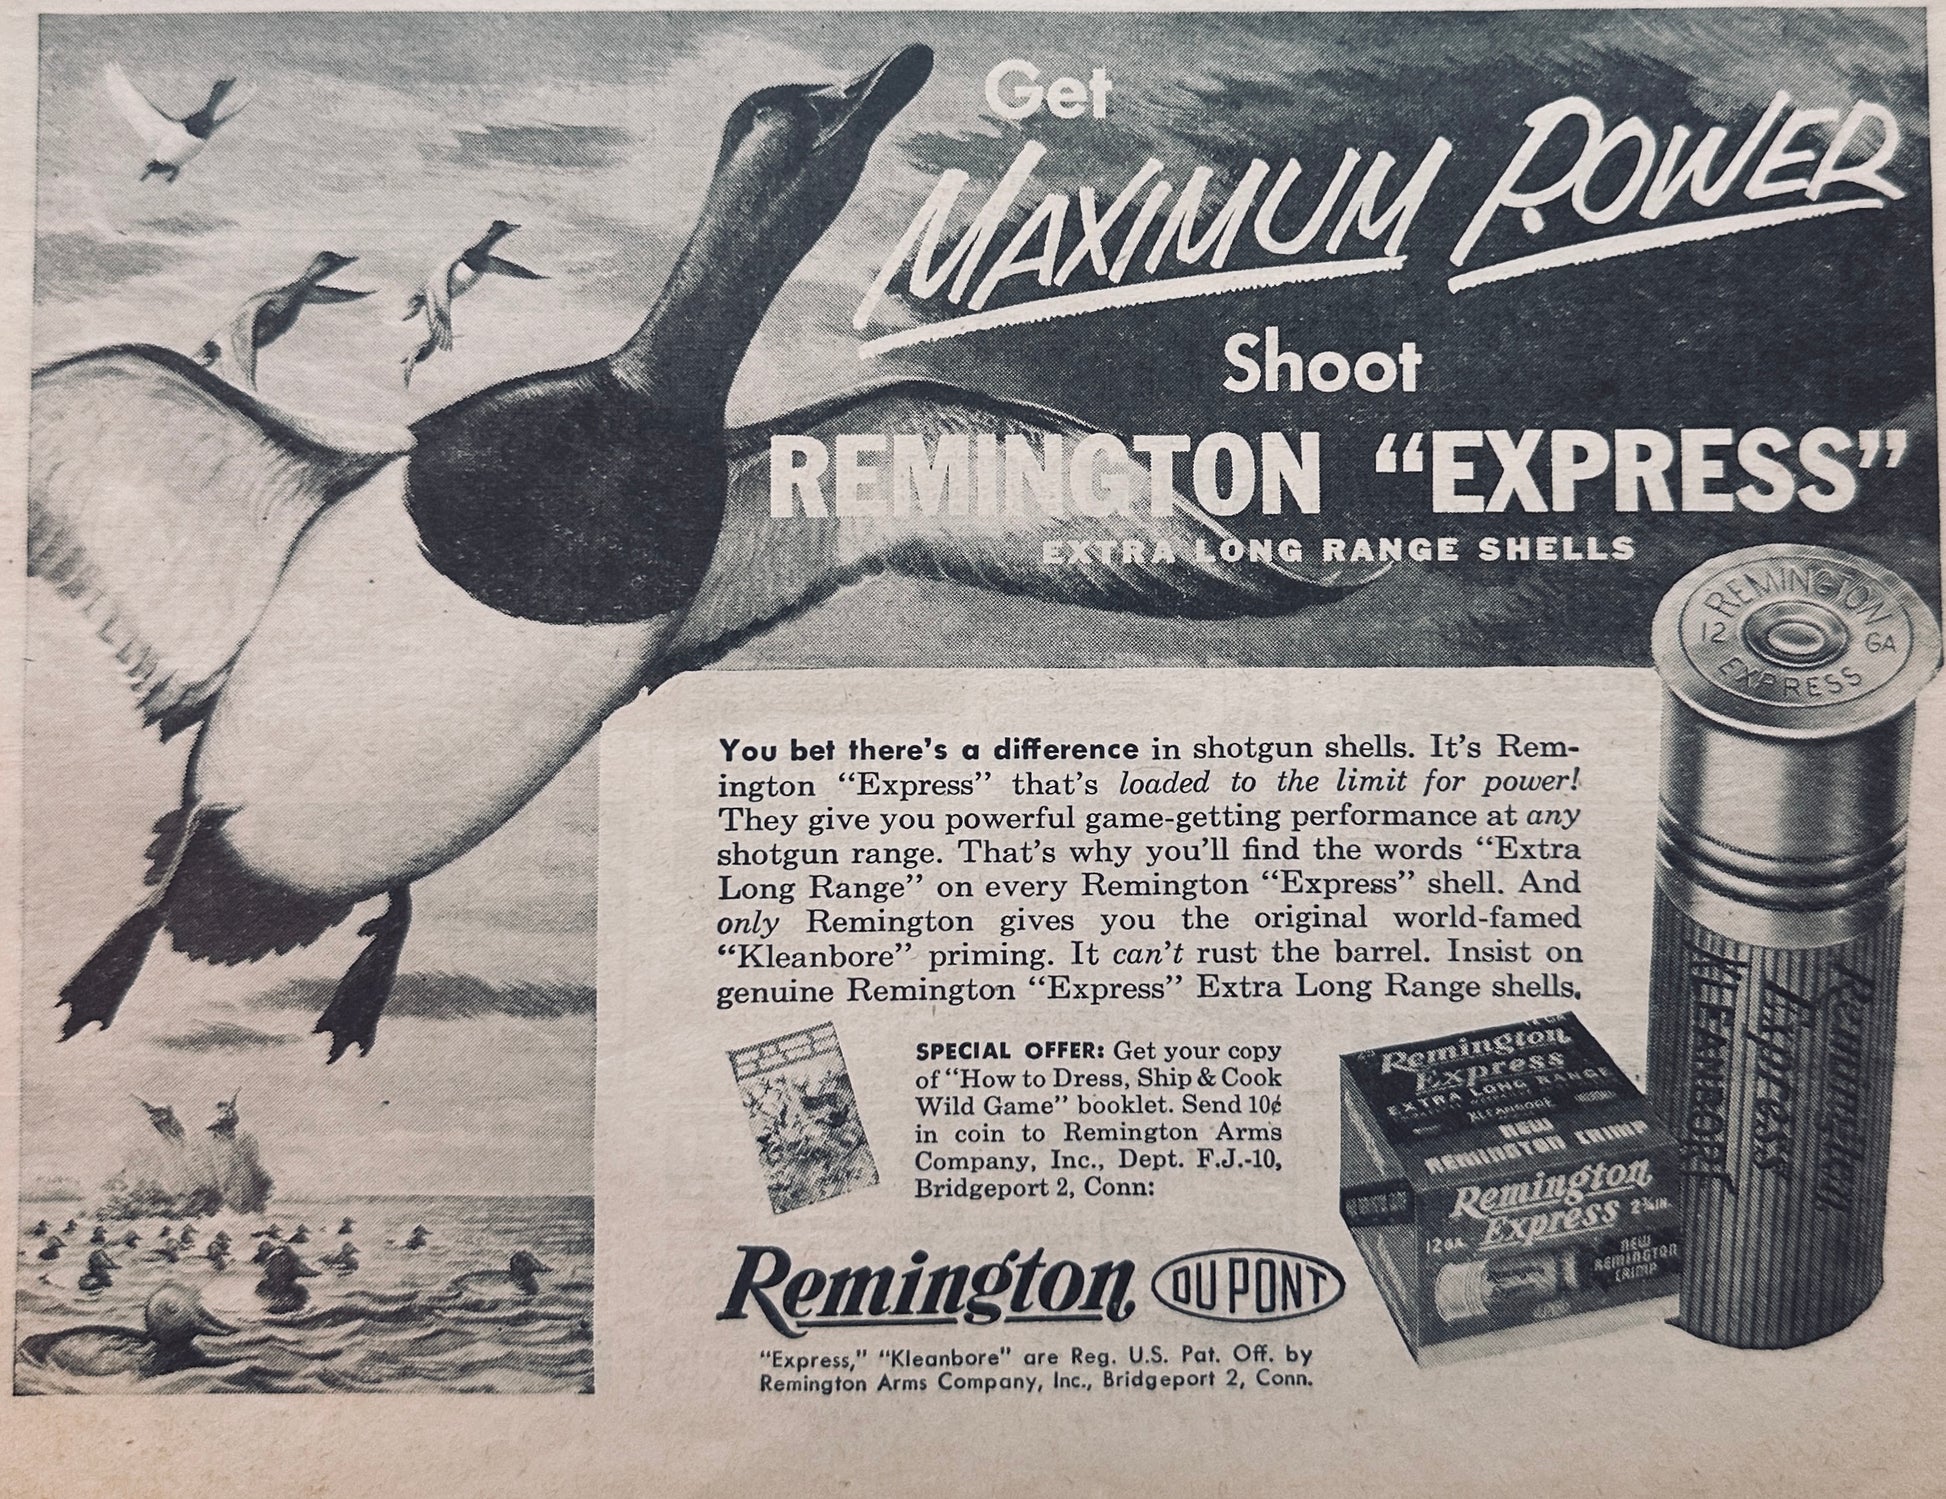 Get
MAXIMUM POWER
Shoot
REMINGTON “EXPRESS”
EXTRA LONG RANGE SHELLS
REMINGTON
12 GA
EXPRESS
You bet there's a difference in shotgun shells. It's Rem-
ington “Express” that's loaded to the limit for power!
They give you powerful game-getting performance at any
shotgun range. That's why you'll find the words “Extra
Long Range” on every Remington “Express” shell. And
only Remington gives you the original world-famed
“Kleanbore” priming. It can't rust the barrel. Insist on
genuine Remington “Express” Extra Long Range shells.
Remington
Express
KLEANBORE
SPECIAL OFFER: Get your copy
of “How to Dress, Ship & Cook
Wild Game” booklet. Send 10¢
in coin to Remington Arms
Company, Inc., Dept. F.J.-10,
Bridgeport 2, Conn:
Remington
Express
EXTRA LONG RANGE
KLEANBORE
NEW
REMINGTON CRIMP
Remington
Express 2¾ IN.
12 GA.
NEW
REMINGTON
CRIMP
Remington DU PONT
“Express,” “Kleanbore” are Reg. U.S. Pat. Off. by
Remington Arms Company, Inc., Bridgeport 2, Conn.